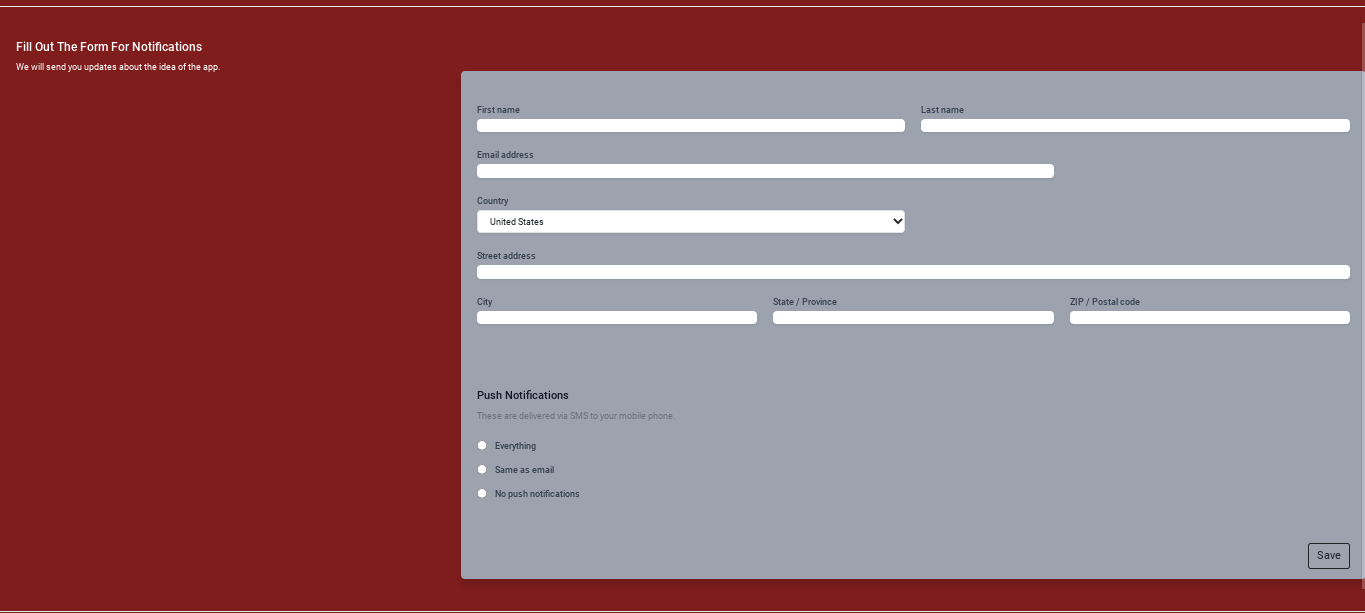 Fill Out The Form For Notifications
We will send you updates about the idea of the app.
First name
Last name
Email address
Country
United States
Street address
City
State / Province
ZIP / Postal code
Push Notifications
These are delivered via SMS to your mobile phone.
Everything
Same as email
No push notifications
Save